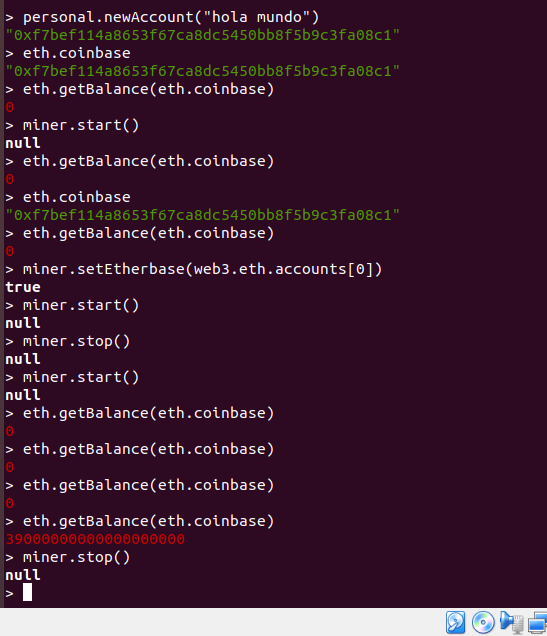 > personal.newAccount("hola mundo")
"0xf7bef114a8653f67ca8dc5450bb8f5b9c3fa08c1"
> eth.coinbase
"0xf7bef114a8653f67ca8dc5450bb8f5b9c3fa08c1"
> eth.getBalance(eth.coinbase)
0
> miner.start()
null
> eth.getBalance(eth.coinbase)
0
> eth.coinbase
"0xf7bef114a8653f67ca8dc5450bb8f5b9c3fa08c1"
> eth.getBalance(eth.coinbase)
0
> miner.setEtherbase(web3.eth.accounts[0])
true
> miner.start()
null
> miner.stop()
null
> miner.start()
null
> eth.getBalance(eth.coinbase)
0
> eth.getBalance(eth.coinbase)
0
> eth.getBalance(eth.coinbase)
0
> eth.getBalance(eth.coinbase)
39000000000000000000
> miner.stop()
null
>